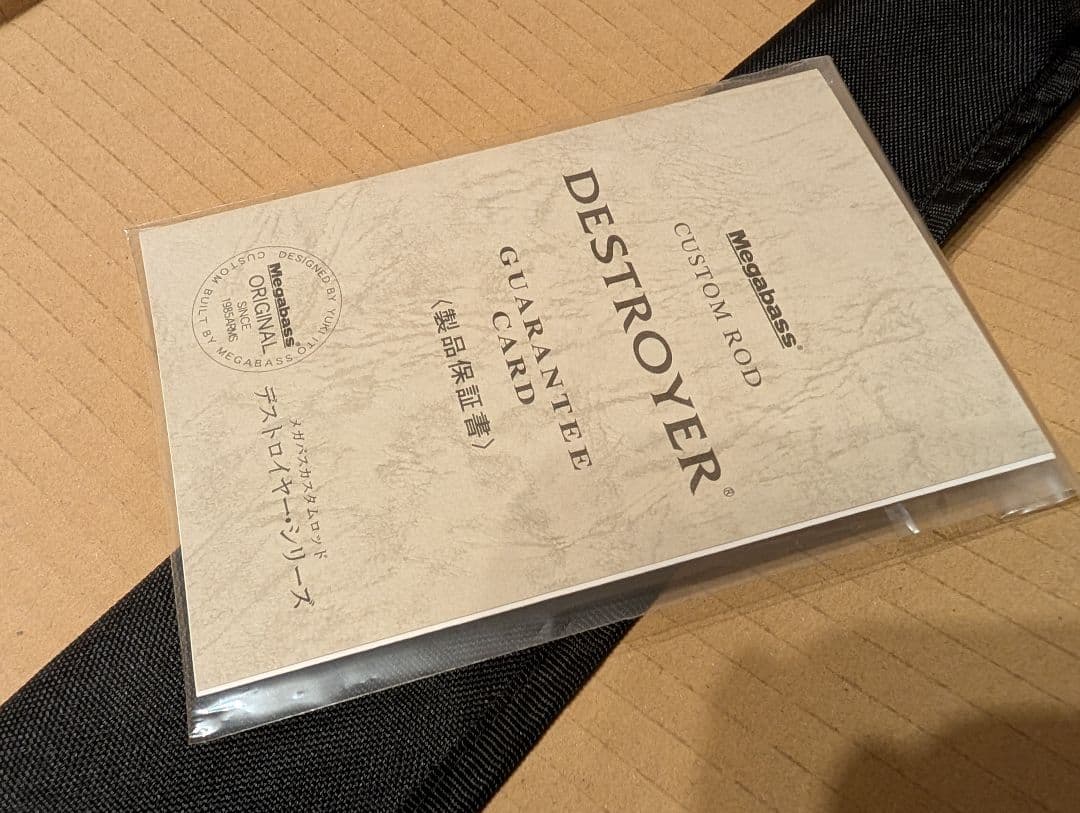 Megabass®
CUSTOM ROD
DESTROYER®
GUARANTEE
CARD
〈製品保証書〉
DESIGNED BY YUKI ITO
CUSTOM BUILT BY MEGABASS
Megabass®
ORIGINAL
SINCE
1985ARMS
メガバスカスタムロッド
デストロイヤー・シリーズ